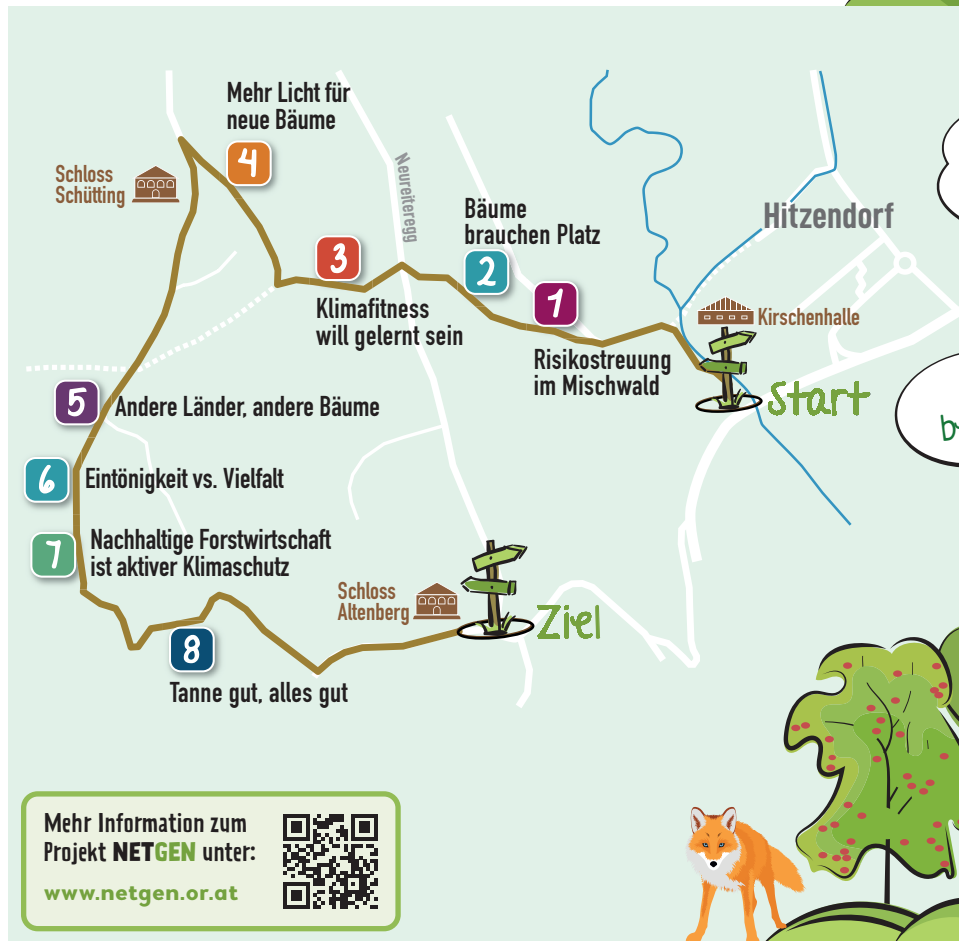 Mehr Licht für
neue Bäume
4
Schloss
Schütting
Neureiteregg
Bäume
brauchen Platz
Hitzendorf
3
2
1
Klimafitness
will gelernt sein
Kirschenhalle
Risikostreuung
im Mischwald
Start
5
Andere Länder, andere Bäume
6
Eintönigkeit vs. Vielfalt
7
Nachhaltige Forstwirtschaft
ist aktiver Klimaschutz
Schloss
Altenberg
Ziel
8
Tanne gut, alles gut
Mehr Information zum
Projekt NETGEN unter:
www.netgen.or.at